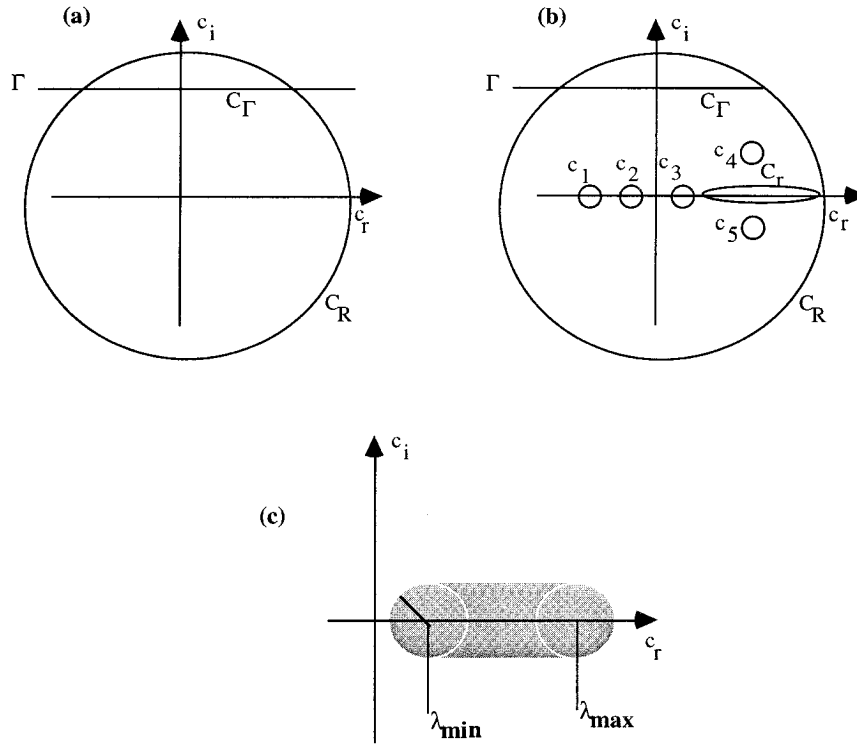 (a)
c_i
Γ
C_Γ
c_r
C_R
(b)
c_i
Γ
C_Γ
c_1 c_2 c_3 c_4
C_r
c_5
c_r
C_R
(c)
c_i
c_r
λ_min
λ_max